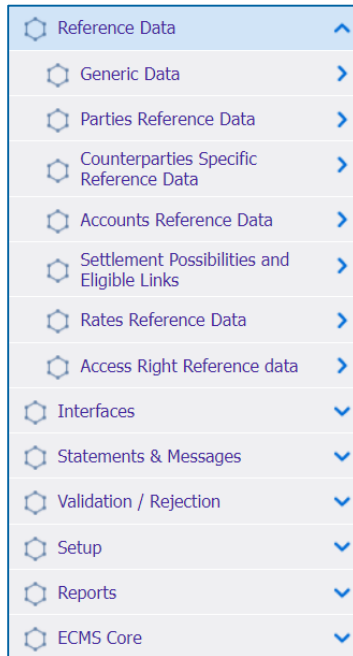 Reference Data
Generic Data
Parties Reference Data
Counterparties Specific
Reference Data
Accounts Reference Data
Settlement Possibilities and
Eligible Links
Rates Reference Data
Access Right Reference data
Interfaces
Statements & Messages
Validation / Rejection
Setup
Reports
ECMS Core